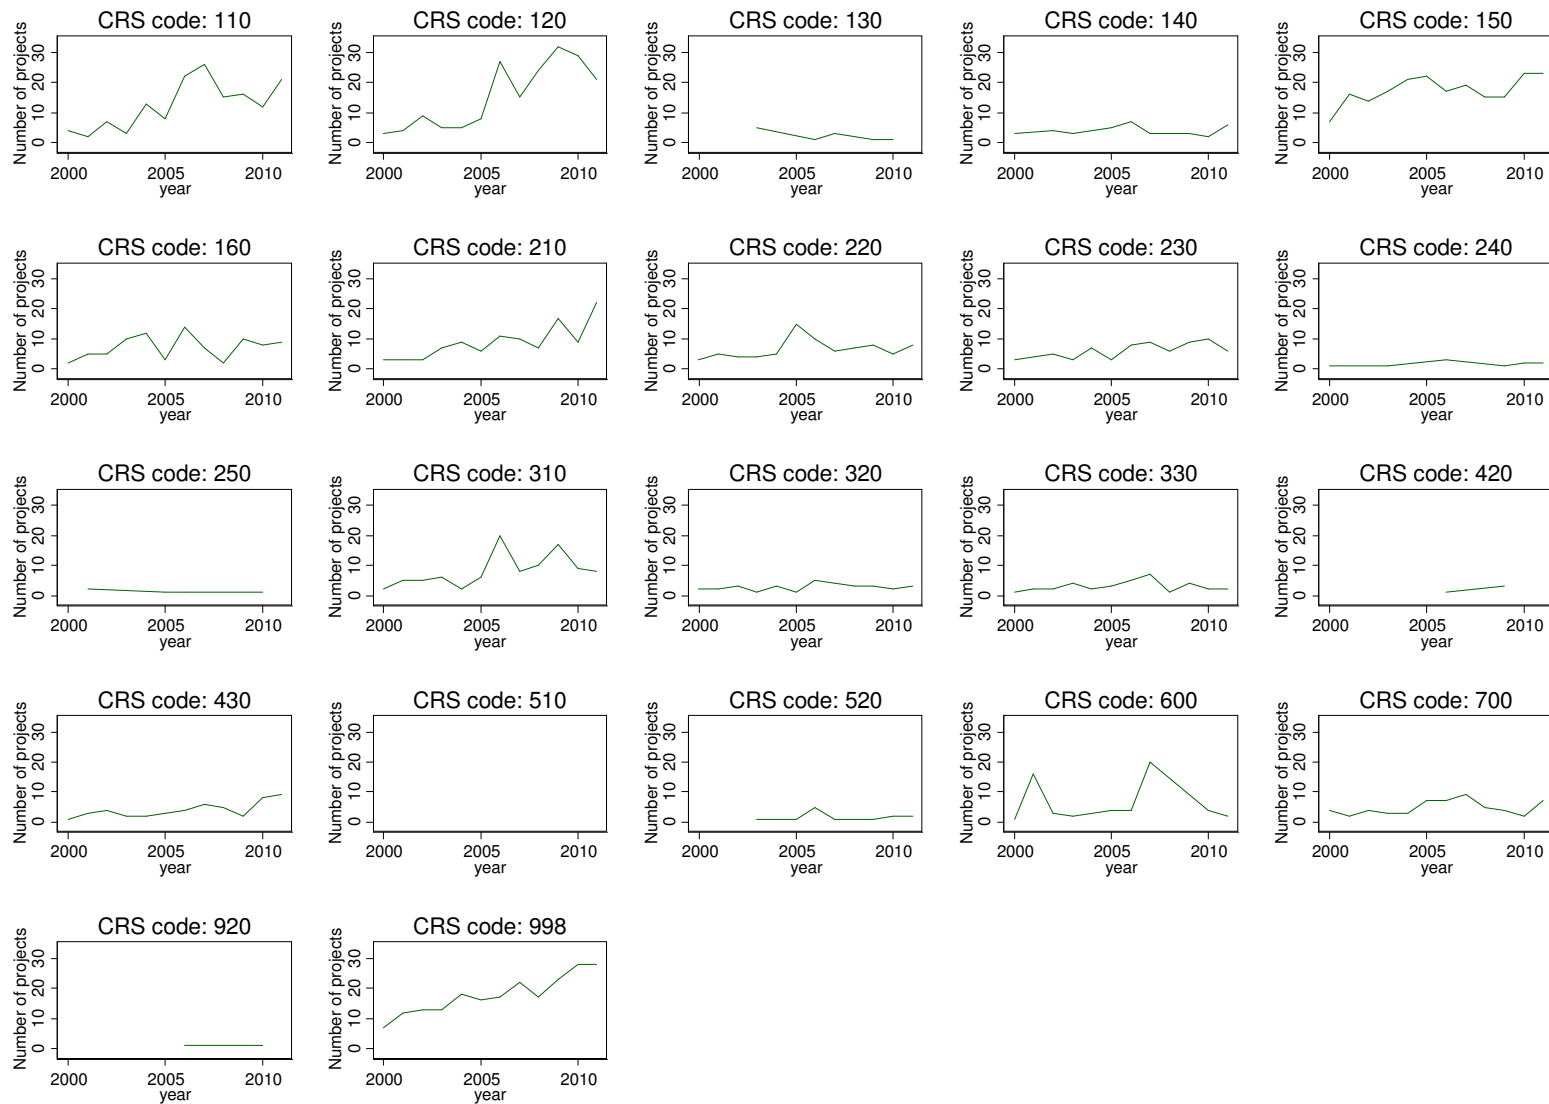 CRS code: 110
Number of projects
0 10 20 30
2000 2005 2010
year
CRS code: 120
Number of projects
0 10 20 30
2000 2005 2010
year
CRS code: 130
Number of projects
0 10 20 30
2000 2005 2010
year
CRS code: 140
Number of projects
0 10 20 30
2000 2005 2010
year
CRS code: 150
Number of projects
0 10 20 30
2000 2005 2010
year
CRS code: 160
Number of projects
0 10 20 30
2000 2005 2010
year
CRS code: 210
Number of projects
0 10 20 30
2000 2005 2010
year
CRS code: 220
Number of projects
0 10 20 30
2000 2005 2010
year
CRS code: 230
Number of projects
0 10 20 30
2000 2005 2010
year
CRS code: 240
Number of projects
0 10 20 30
2000 2005 2010
year
CRS code: 250
Number of projects
0 10 20 30
2000 2005 2010
year
CRS code: 310
Number of projects
0 10 20 30
2000 2005 2010
year
CRS code: 320
Number of projects
0 10 20 30
2000 2005 2010
year
CRS code: 330
Number of projects
0 10 20 30
2000 2005 2010
year
CRS code: 420
Number of projects
0 10 20 30
2000 2005 2010
year
CRS code: 430
Number of projects
0 10 20 30
2000 2005 2010
year
CRS code: 510
Number of projects
0 10 20 30
2000 2005 2010
year
CRS code: 520
Number of projects
0 10 20 30
2000 2005 2010
year
CRS code: 600
Number of projects
0 10 20 30
2000 2005 2010
year
CRS code: 700
Number of projects
0 10 20 30
2000 2005 2010
year
CRS code: 920
Number of projects
0 10 20 30
2000 2005 2010
year
CRS code: 998
Number of projects
0 10 20 30
2000 2005 2010
year